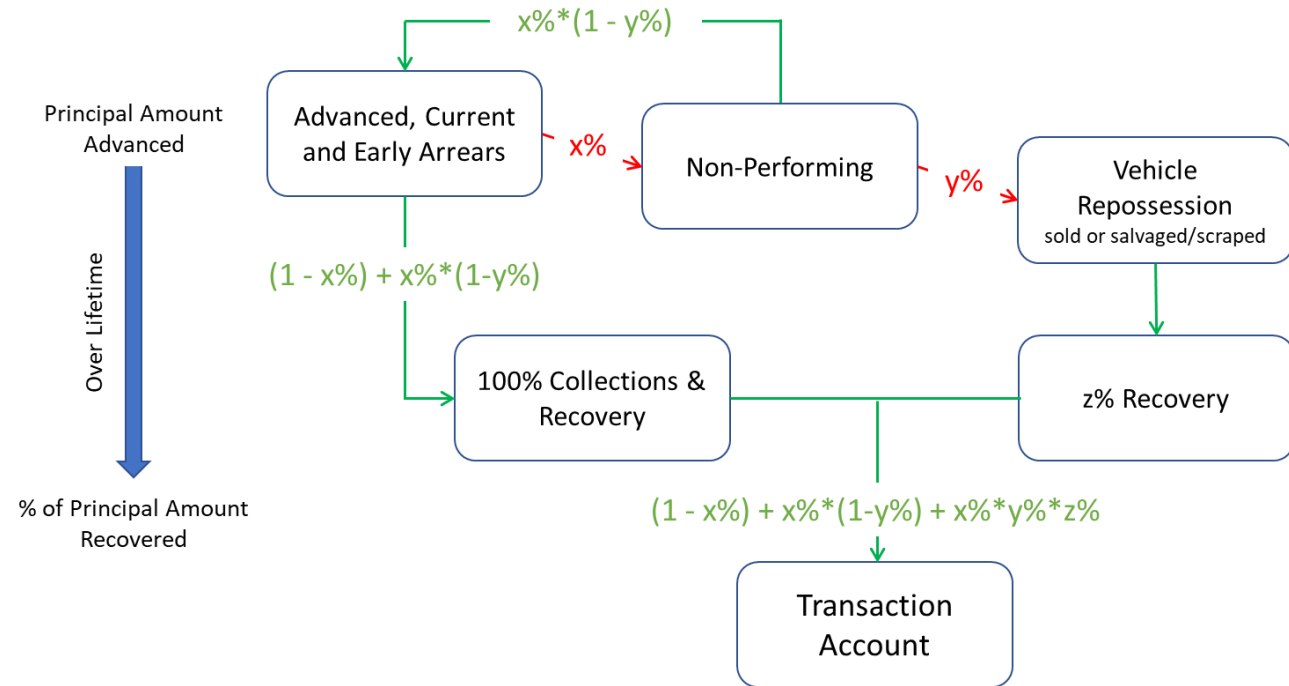 x%*(1 - y%)
Principal Amount
Advanced
Advanced, Current
and Early Arrears
x%
Non-Performing
y%
Vehicle
Repossession
sold or salvaged/scraped
Over Lifetime
(1 - x%) + x%*(1-y%)
100% Collections &
Recovery
z% Recovery
% of Principal Amount
Recovered
(1 - x%) + x%*(1-y%) + x%*y%*z%
Transaction
Account